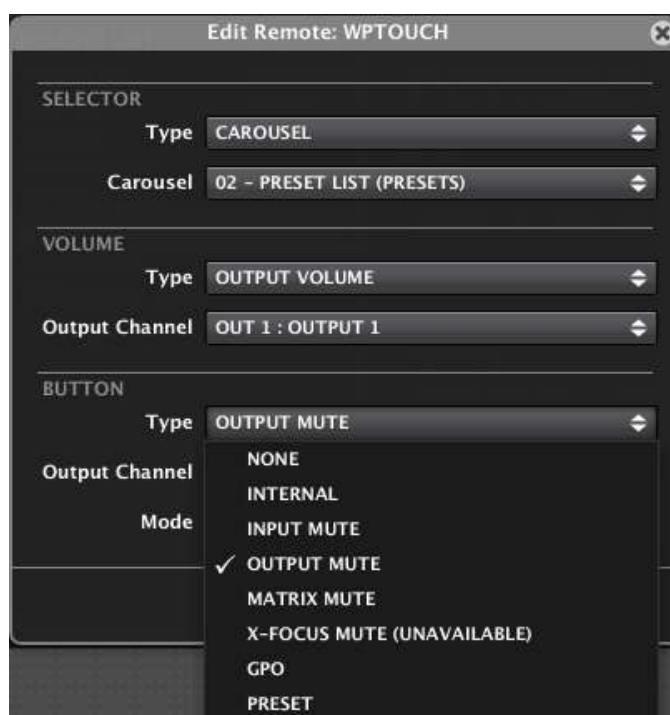 Edit Remote: WPTOUCH
SELECTOR
Type CAROUSEL
Carousel 02 – PRESET LIST (PRESETS)
VOLUME
Type OUTPUT VOLUME
Output Channel OUT 1 : OUTPUT 1
BUTTON
Type OUTPUT MUTE
NONE
Output Channel
INTERNAL
INPUT MUTE
Mode
✓ OUTPUT MUTE
MATRIX MUTE
X-FOCUS MUTE (UNAVAILABLE)
GPO
PRESET